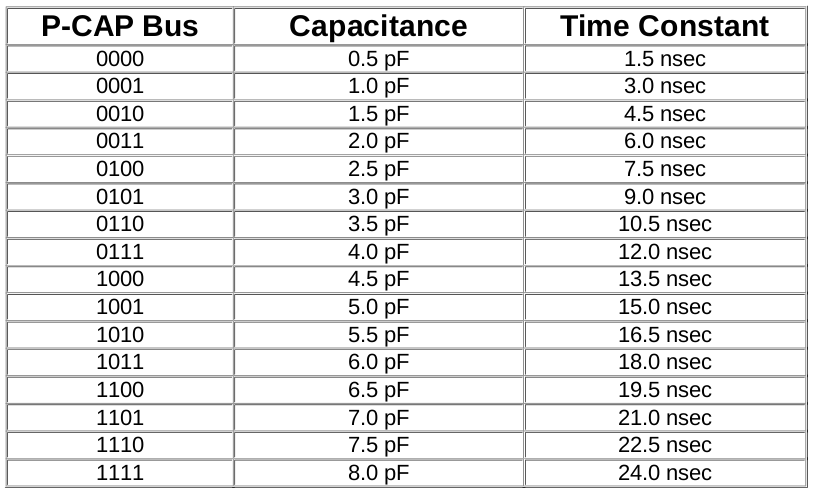 P-CAP Bus Capacitance Time Constant
0000 0.5 pF 1.5 nsec
0001 1.0 pF 3.0 nsec
0010 1.5 pF 4.5 nsec
0011 2.0 pF 6.0 nsec
0100 2.5 pF 7.5 nsec
0101 3.0 pF 9.0 nsec
0110 3.5 pF 10.5 nsec
0111 4.0 pF 12.0 nsec
1000 4.5 pF 13.5 nsec
1001 5.0 pF 15.0 nsec
1010 5.5 pF 16.5 nsec
1011 6.0 pF 18.0 nsec
1100 6.5 pF 19.5 nsec
1101 7.0 pF 21.0 nsec
1110 7.5 pF 22.5 nsec
1111 8.0 pF 24.0 nsec